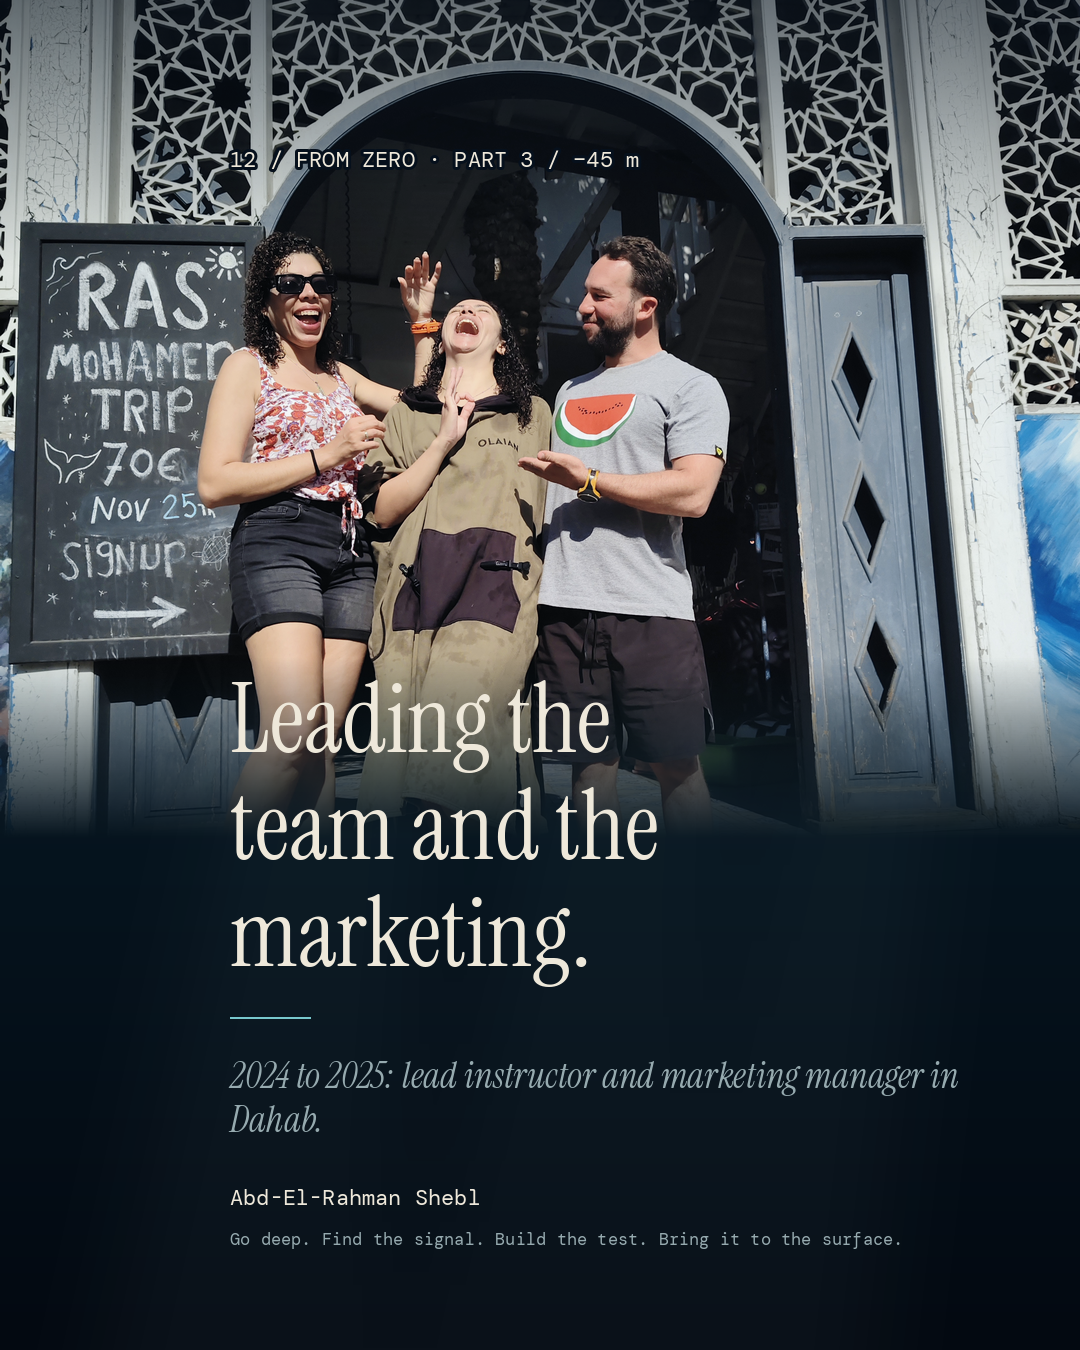 12 / FROM ZERO · PART 3 / −45 m
RAS
MOHAMED
TRIP
70€
NOV 25th
SIGNUP
OLAIAN
Leading the
team and the
marketing.
2024 to 2025: lead instructor and marketing manager in
Dahab.
Abd-El-Rahman Shebl
Go deep. Find the signal. Build the test. Bring it to the surface.